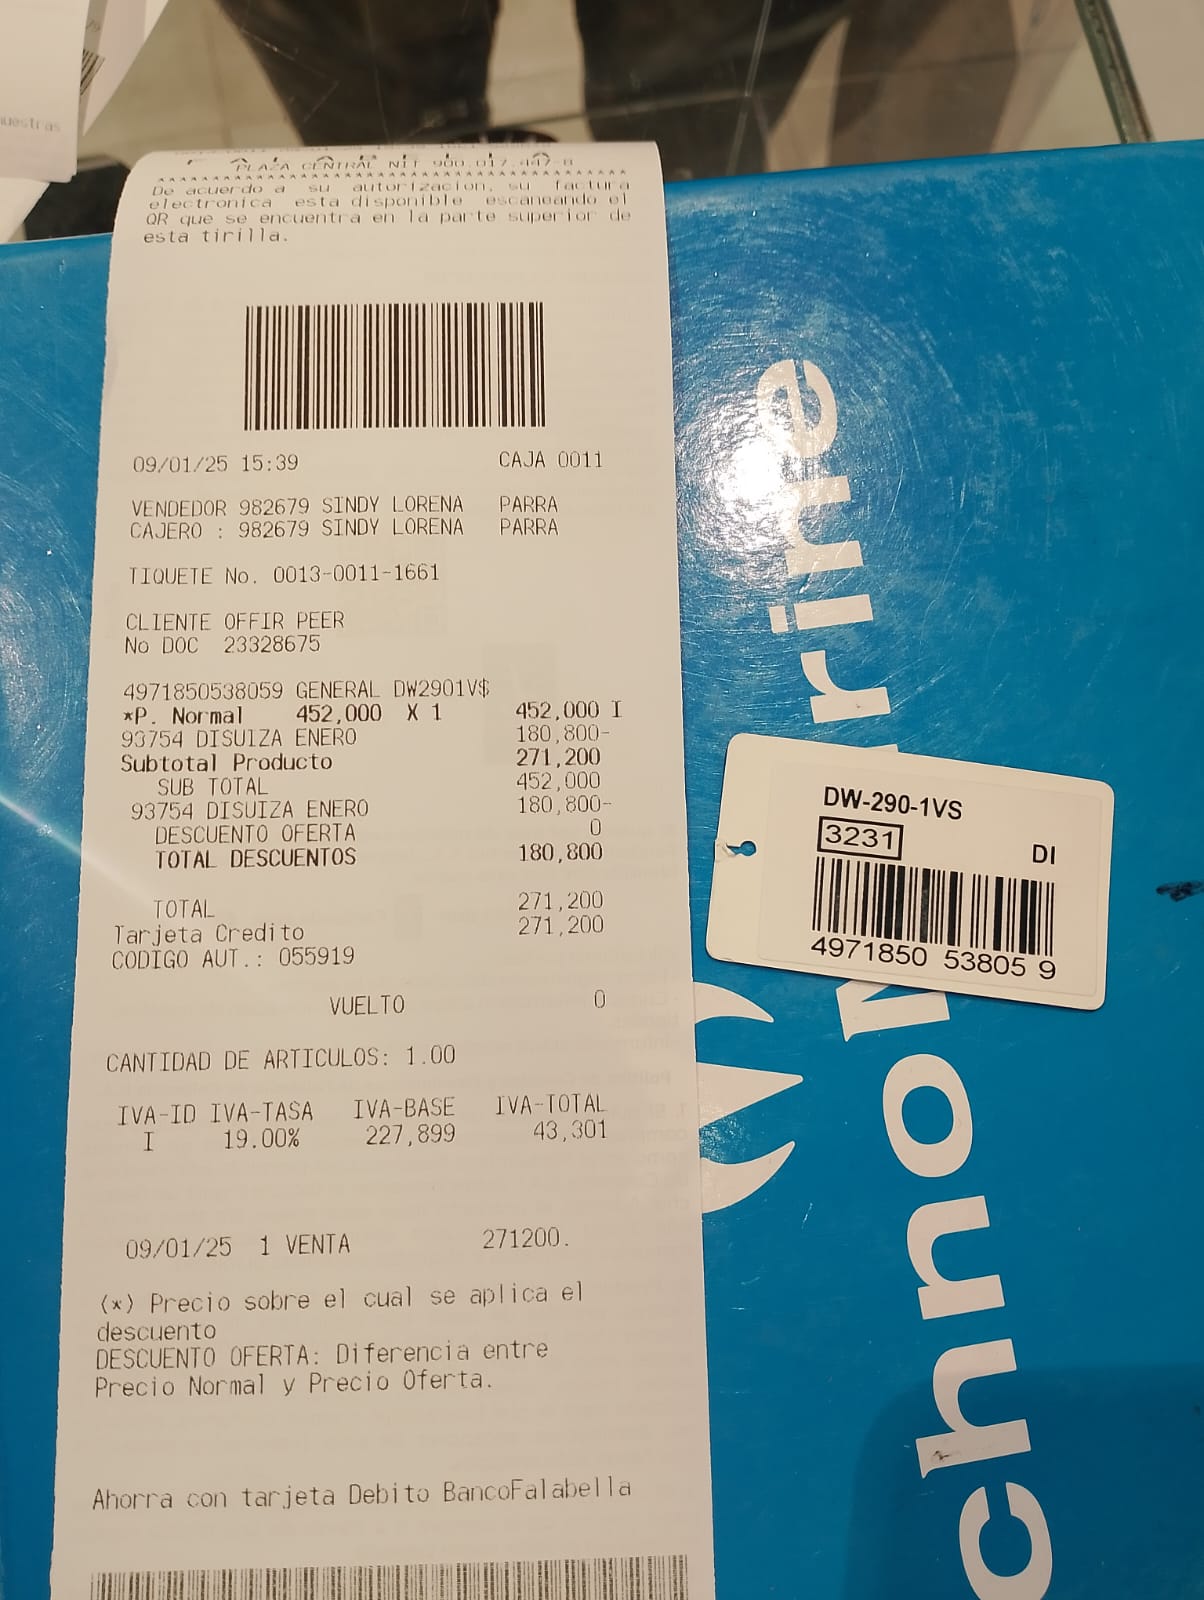 uestras
F A L A B E L L A
PLAZA CENTRAL NIT 900.017.447-8
De acuerdo a su autorizacion, su factura
electronica esta disponible escaneando el
QR que se encuentra en la parte superior de
esta tirilla.
09/01/25 15:39 CAJA 0011
VENDEDOR 982679 SINDY LORENA PARRA
CAJERO : 982679 SINDY LORENA PARRA
TIQUETE No. 0013-0011-1661
CLIENTE OFFIR PEER
No DOC 23328675
4971850538059 GENERAL DW2901V$
*P. Normal 452,000 X 1 452,000 I
93754 DISUIZA ENERO 180,800-
Subtotal Producto 271,200
SUB TOTAL 452,000
93754 DISUIZA ENERO 180,800-
DESCUENTO OFERTA 0
TOTAL DESCUENTOS 180,800
TOTAL 271,200
Tarjeta Credito 271,200
CODIGO AUT.: 055919
VUELTO 0
CANTIDAD DE ARTICULOS: 1.00
IVA-ID IVA-TASA IVA-BASE IVA-TOTAL
I 19.00% 227,899 43,301
09/01/25 1 VENTA 271200.
(*) Precio sobre el cual se aplica el
descuento
DESCUENTO OFERTA: Diferencia entre
Precio Normal y Precio Oferta.
Ahorra con tarjeta Debito BancoFalabella
DW-290-1VS
3231 DI
4971850 53805 9